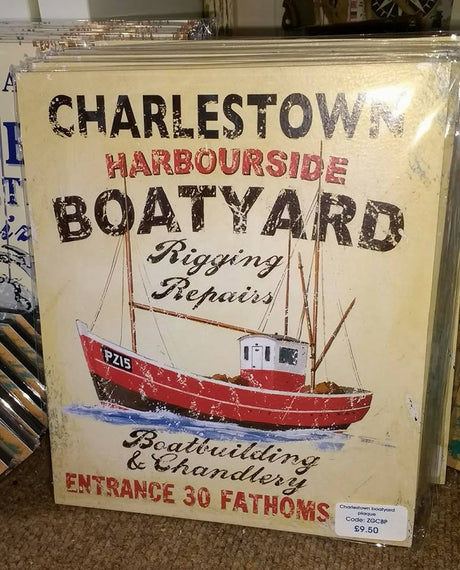 CHARLESTOWN
HARBOURSIDE
BOATYARD
Rigging
Repairs
PZ15
Boatbuilding
& Chandlery
ENTRANCE 30 FATHOMS
Charlestown boatyard
plaque
Code: ZGCBP
£9.50